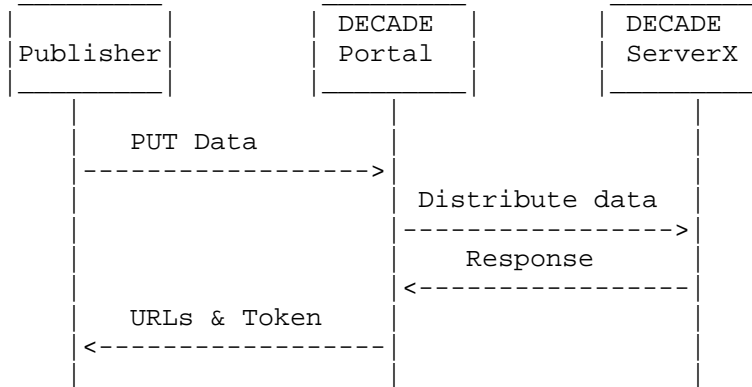 DECADE DECADE
Publisher Portal ServerX
PUT Data
Distribute data
Response
URLs & Token